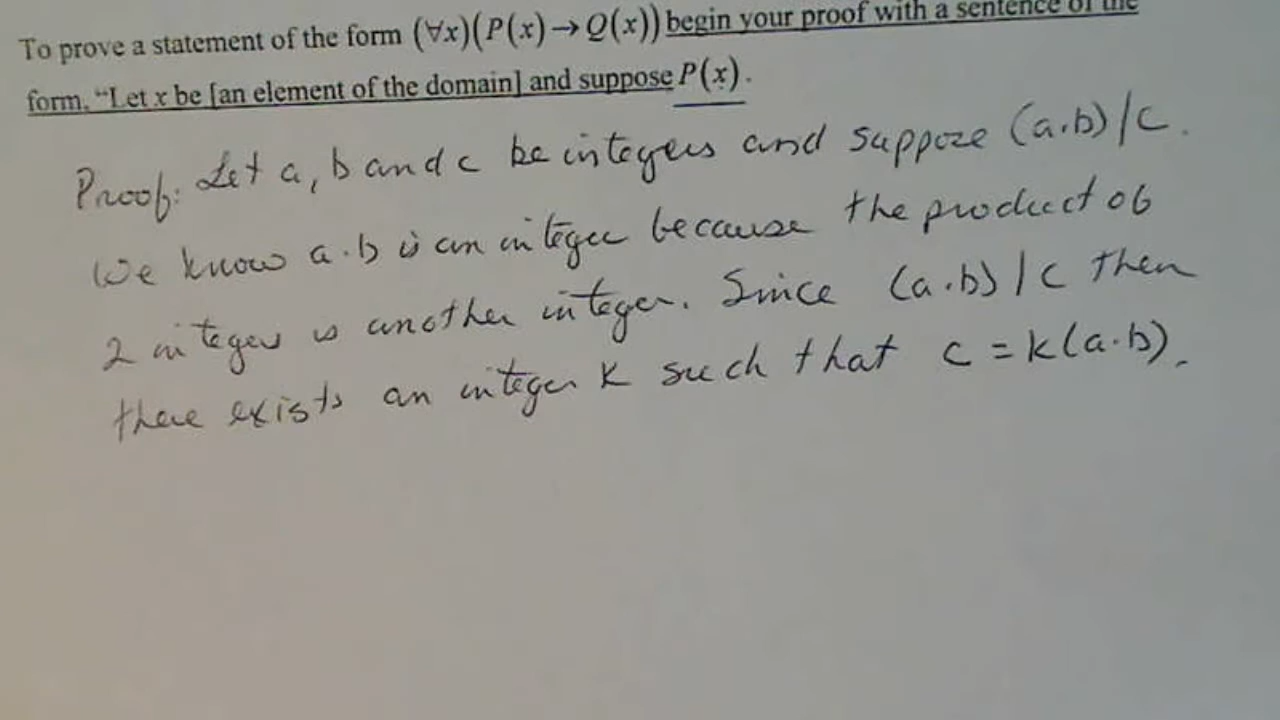 To prove a statement of the form (∀x)(P(x)→Q(x)) begin your proof with a sentence of the
form, “Let x be [an element of the domain] and suppose P(x).
Proof: Let a, b and c be integers and suppoze (a·b)/c.
We know a·b is an integer because the product of
2 integers is another integer. Since (a·b)|c then
there exists an integer K such that c = k(a·b).